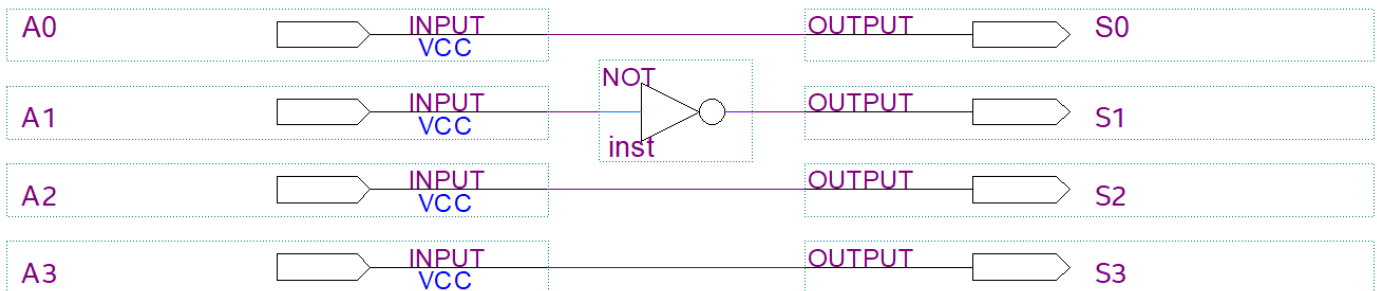 A0 INPUT OUTPUT S0
VCC
NOT
A1 INPUT OUTPUT S1
VCC
inst
A2 INPUT OUTPUT S2
VCC
A3 INPUT OUTPUT S3
VCC